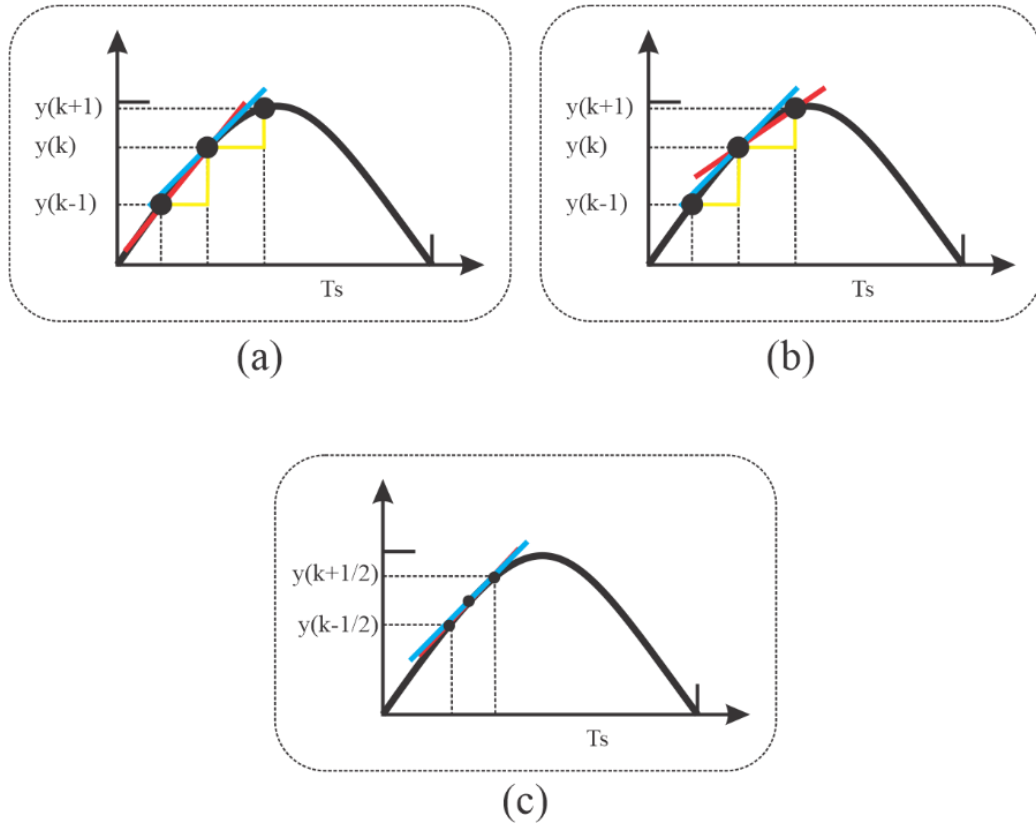 y(k+1)
y(k)
y(k-1)
Ts
(a)
y(k+1)
y(k)
y(k-1)
Ts
(b)
y(k+1/2)
y(k-1/2)
Ts
(c)